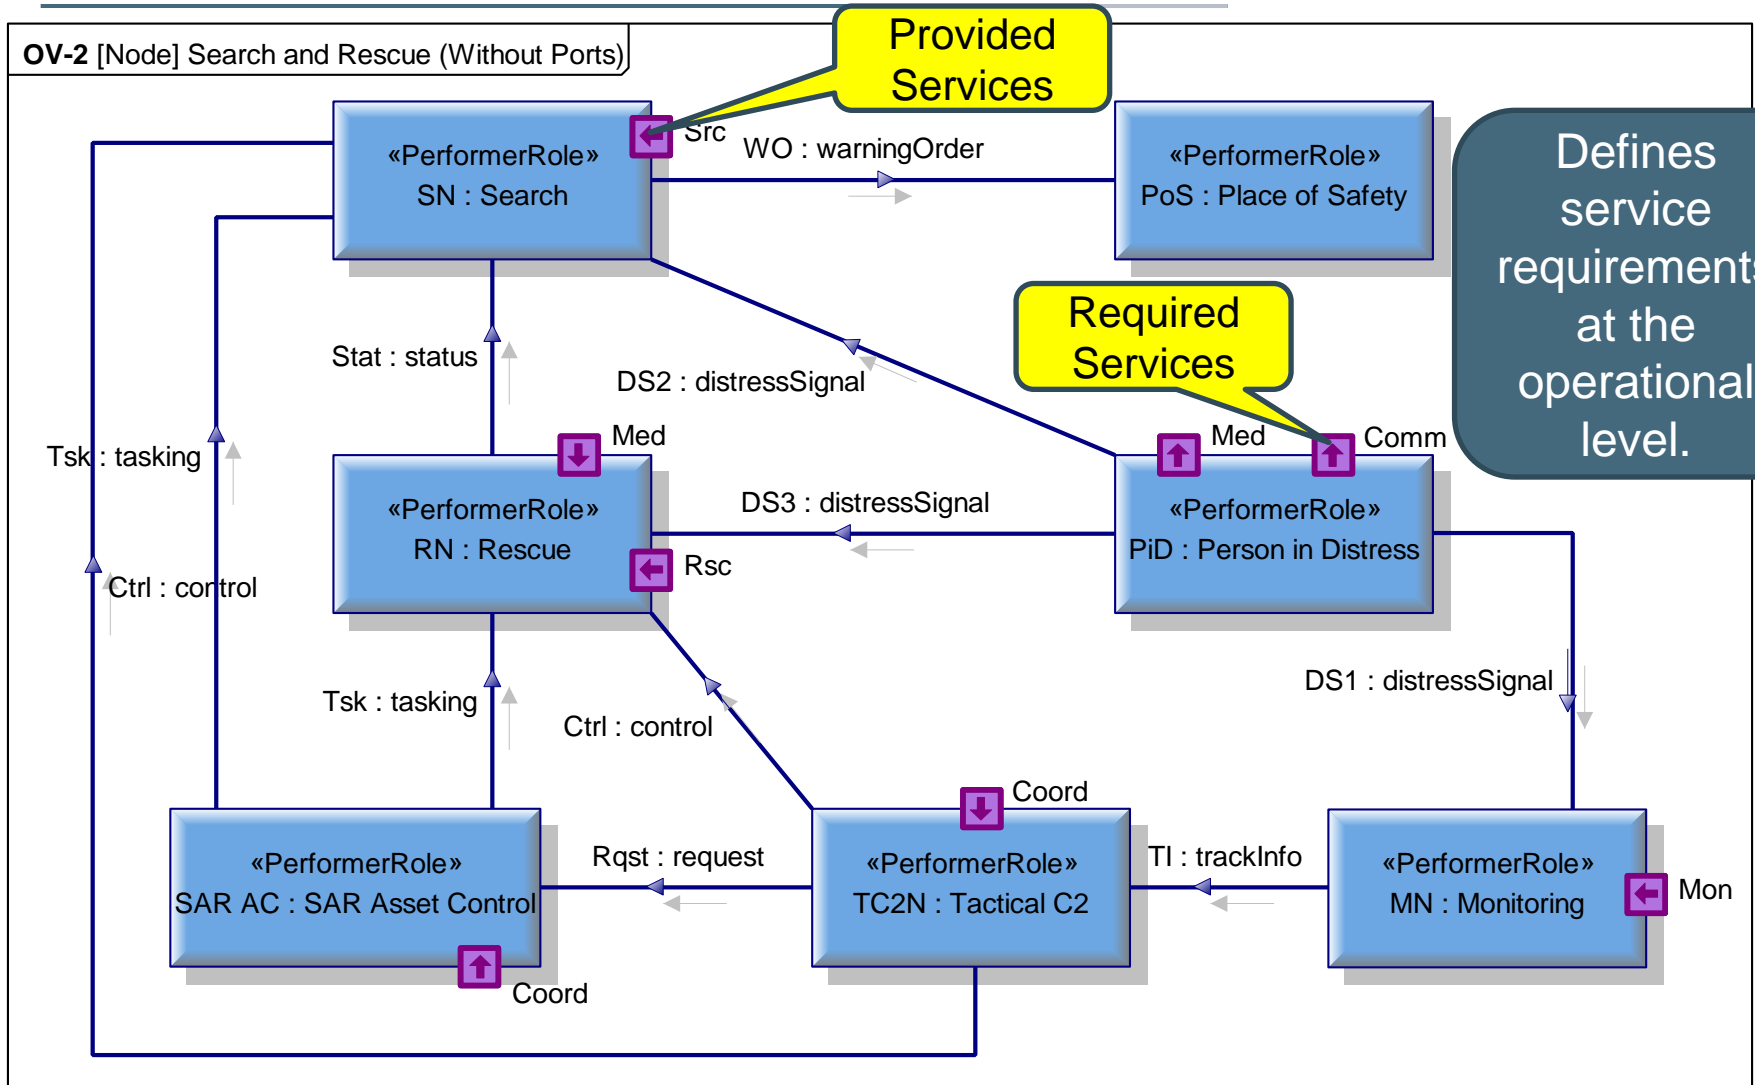 OV-2 [Node] Search and Rescue (Without Ports)
Provided
Services
Src
«PerformerRole»
SN : Search
WO : warningOrder
«PerformerRole»
PoS : Place of Safety
Defines
service
requirements
at the
operational
level.
Required
Services
Stat : status
DS2 : distressSignal
Tsk : tasking
Med
Med
Comm
«PerformerRole»
RN : Rescue
DS3 : distressSignal
«PerformerRole»
PiD : Person in Distress
Rsc
Ctrl : control
Tsk : tasking
Ctrl : control
DS1 : distressSignal
Coord
«PerformerRole»
SAR AC : SAR Asset Control
Rqst : request
«PerformerRole»
TC2N : Tactical C2
TI : trackInfo
«PerformerRole»
MN : Monitoring
Mon
Coord